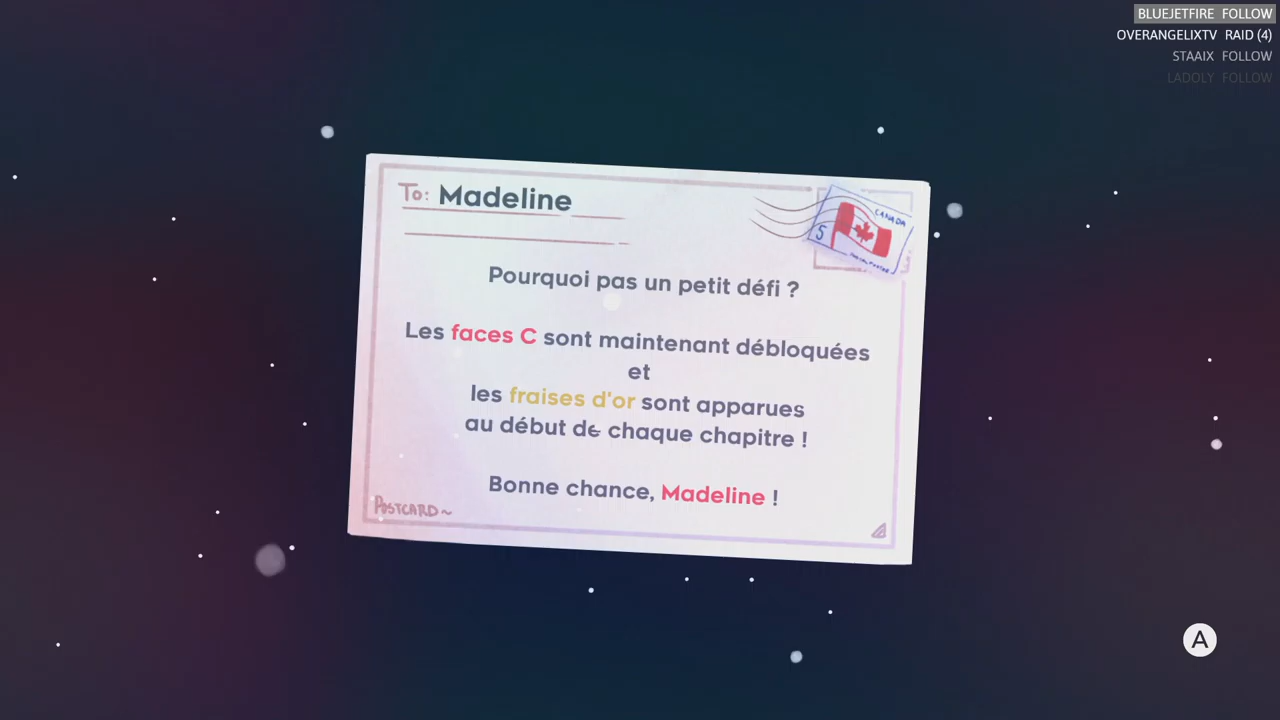 BLUEJETFIRE FOLLOW
OVERANGELIXTV RAID (4)
STAAIX FOLLOW
LADOLY FOLLOW
To: Madeline
CANADA
5
Pourquoi pas un petit défi ?
Les faces C sont maintenant débloquées
et
les fraises d'or sont apparues
au début de chaque chapitre !
Bonne chance, Madeline !
POSTCARD~
A